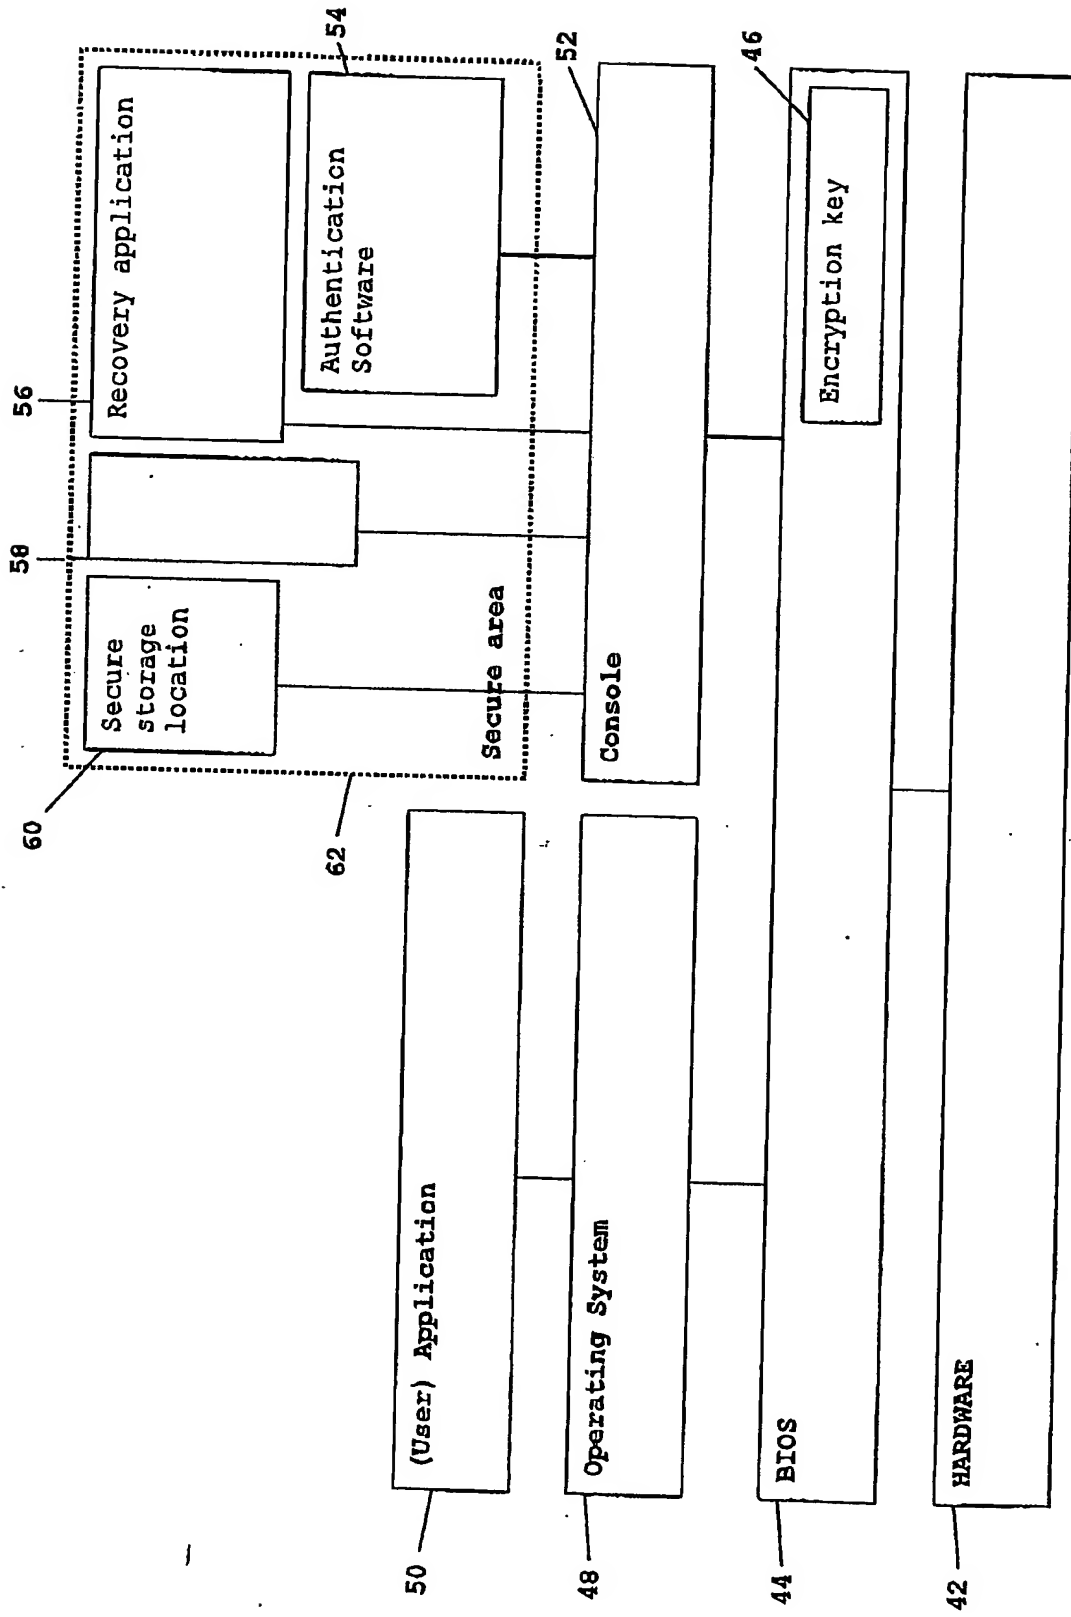 60
58
56
54
Secure
storage
location
Recovery application
Authentication
Software
62
Secure area
52
50
(User) Application
48
Operating System
Console
46
44
BIOS
Encryption key
42
HARDWARE